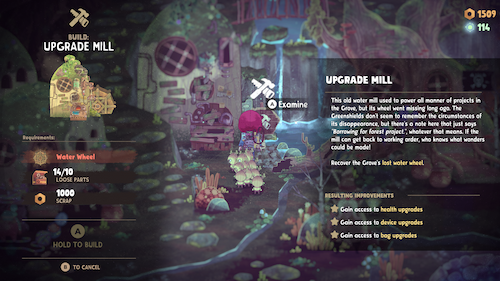 1509
114
BUILD:
UPGRADE MILL
Requirements:
Water Wheel
14/10
LOOSE PARTS
1000
SCRAP
A
HOLD TO BUILD
B TO CANCEL
A Examine
UPGRADE MILL
This old water mill used to power all manner of projects in
the Grove, but its wheel went missing long ago. The
Greenshields don't seem to remember the circumstances of
its disappearance, but there's a note here that just says
'Borrowing for forest project.', whatever that means. If the
mill can get back to working order, who knows what wonders
could be made!
Recover the Grove's lost water wheel.
RESULTING IMPROVEMENTS
Gain access to health upgrades
Gain access to device upgrades
Gain access to bag upgrades